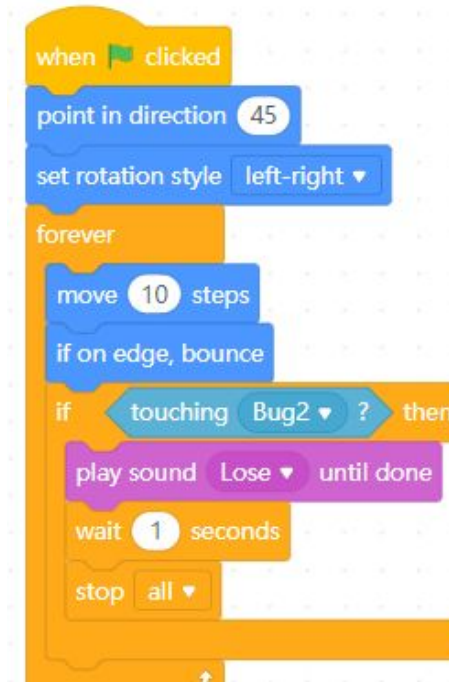 when clicked
point in direction 45
set rotation style left-right
forever
move 10 steps
if on edge, bounce
if touching Bug2 ? then
play sound Lose until done
wait 1 seconds
stop all